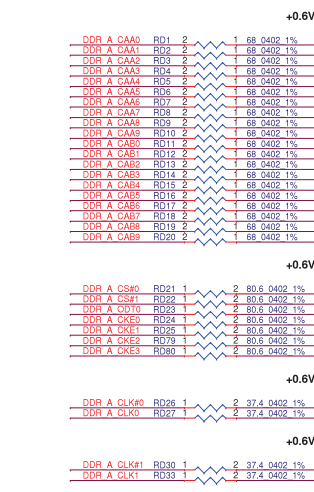 +0.6V
DDR_A_CAA0 RD1 2 1 68_0402_1%
DDR_A_CAA1 RD2 2 1 68_0402_1%
DDR_A_CAA2 RD3 2 1 68_0402_1%
DDR_A_CAA3 RD4 2 1 68_0402_1%
DDR_A_CAA4 RD5 2 1 68_0402_1%
DDR_A_CAA5 RD6 2 1 68_0402_1%
DDR_A_CAA6 RD7 2 1 68_0402_1%
DDR_A_CAA7 RD8 2 1 68_0402_1%
DDR_A_CAA8 RD9 2 1 68_0402_1%
DDR_A_CAA9 RD10 2 1 68_0402_1%
DDR_A_CAB0 RD11 2 1 68_0402_1%
DDR_A_CAB1 RD12 2 1 68_0402_1%
DDR_A_CAB2 RD13 2 1 68_0402_1%
DDR_A_CAB3 RD14 2 1 68_0402_1%
DDR_A_CAB4 RD15 2 1 68_0402_1%
DDR_A_CAB5 RD16 2 1 68_0402_1%
DDR_A_CAB6 RD17 2 1 68_0402_1%
DDR_A_CAB7 RD18 2 1 68_0402_1%
DDR_A_CAB8 RD19 2 1 68_0402_1%
DDR_A_CAB9 RD20 2 1 68_0402_1%
+0.6V
DDR_A_CS#0 RD21 1 2 80.6_0402_1%
DDR_A_CS#1 RD22 1 2 80.6_0402_1%
DDR_A_ODT0 RD23 1 2 80.6_0402_1%
DDR_A_CKE0 RD24 1 2 80.6_0402_1%
DDR_A_CKE1 RD25 1 2 80.6_0402_1%
DDR_A_CKE2 RD79 1 2 80.6_0402_1%
DDR_A_CKE3 RD80 1 2 80.6_0402_1%
+0.6V
DDR_A_CLK#0 RD26 1 2 37.4_0402_1%
DDR_A_CLK0 RD27 1 2 37.4_0402_1%
+0.6V
DDR_A_CLK#1 RD30 1 2 37.4_0402_1%
DDR_A_CLK1 RD33 1 2 37.4_0402_1%